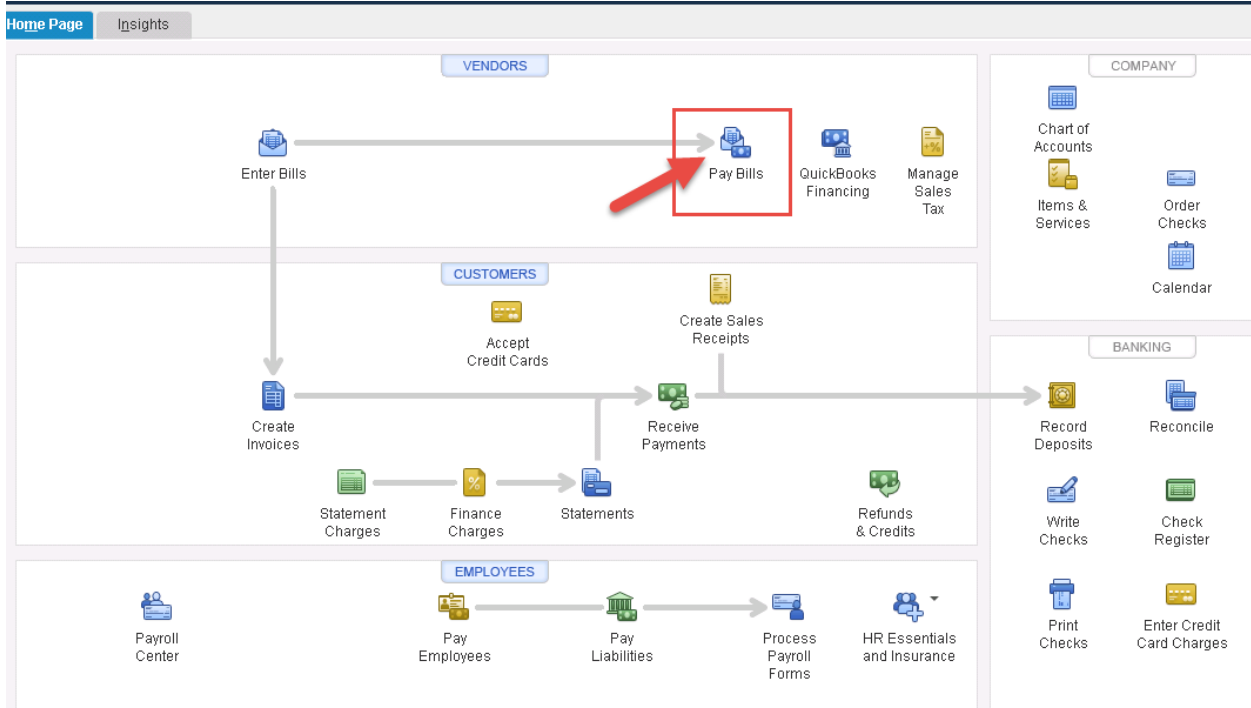 Home Page
Insights
VENDORS
Enter Bills
Pay Bills
QuickBooks
Financing
Manage
Sales
Tax
CUSTOMERS
Accept
Credit Cards
Create Sales
Receipts
Create
Invoices
Receive
Payments
Statement
Charges
%
Finance
Charges
Statements
Refunds
& Credits
EMPLOYEES
Payroll
Center
Pay
Employees
Pay
Liabilities
Process
Payroll
Forms
HR Essentials
and Insurance
COMPANY
Chart of
Accounts
Items &
Services
Order
Checks
Calendar
BANKING
Record
Deposits
Reconcile
Write
Checks
Check
Register
Print
Checks
Enter Credit
Card Charges